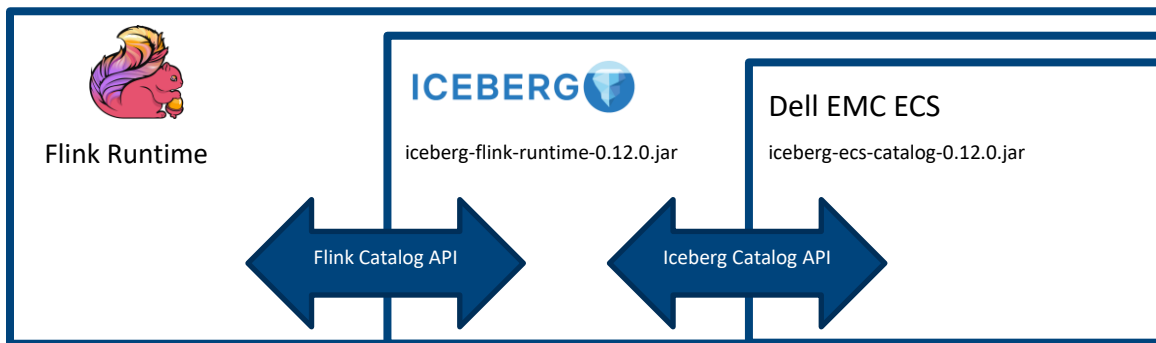 Flink Runtime
ICEBERG
iceberg-flink-runtime-0.12.0.jar
Dell EMC ECS
iceberg-ecs-catalog-0.12.0.jar
Flink Catalog API
Iceberg Catalog API